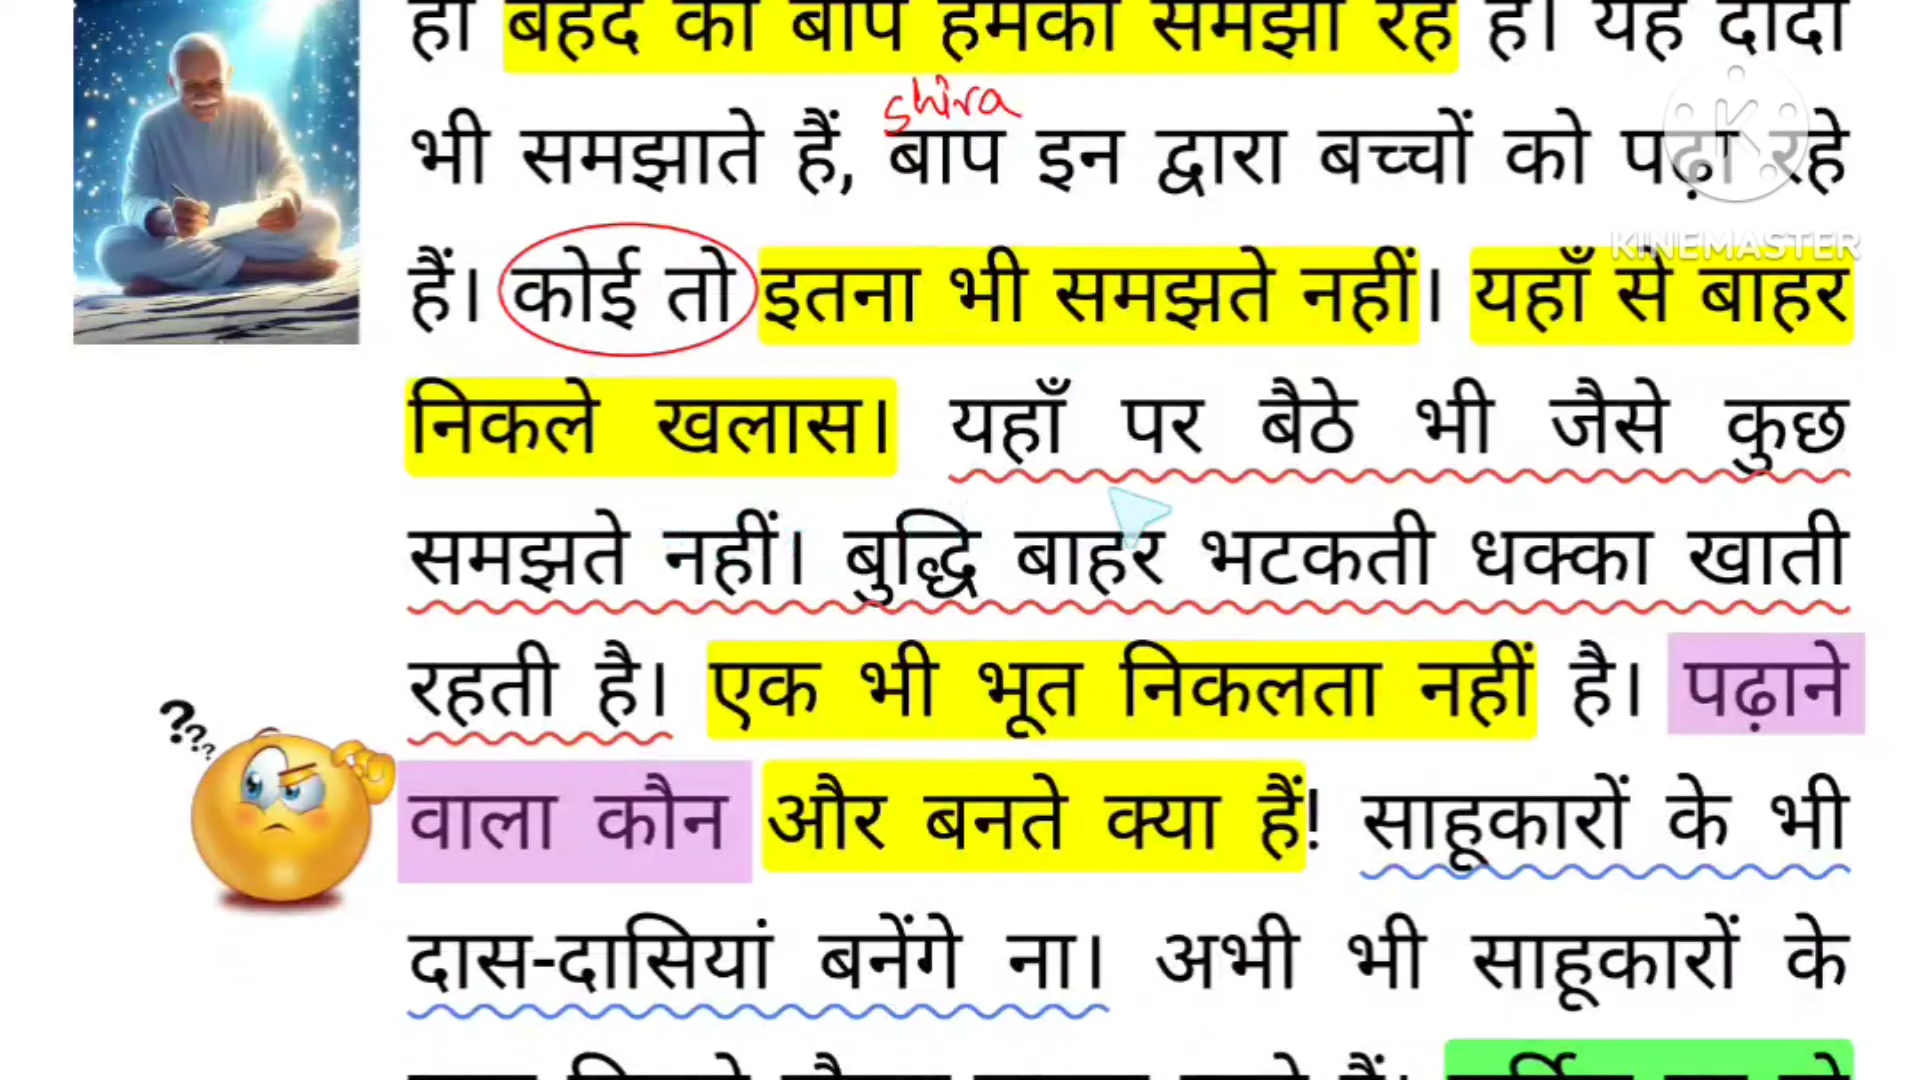 हो बेहद का बाप हमको समझा रहे हैं। यह दादा
shiva
भी समझाते हैं, बाप इन द्वारा बच्चों को पढ़ा रहे
KINEMASTER
हैं। कोई तो इतना भी समझते नहीं। यहाँ से बाहर
निकले खलास। यहाँ पर बैठे भी जैसे कुछ
समझते नहीं। बुद्धि बाहर भटकती धक्का खाती
रहती है। एक भी भूत निकलता नहीं है। पढ़ाने
???
वाला कौन और बनते क्या हैं! साहूकारों के भी
दास-दासियां बनेंगे ना। अभी भी साहूकारों के